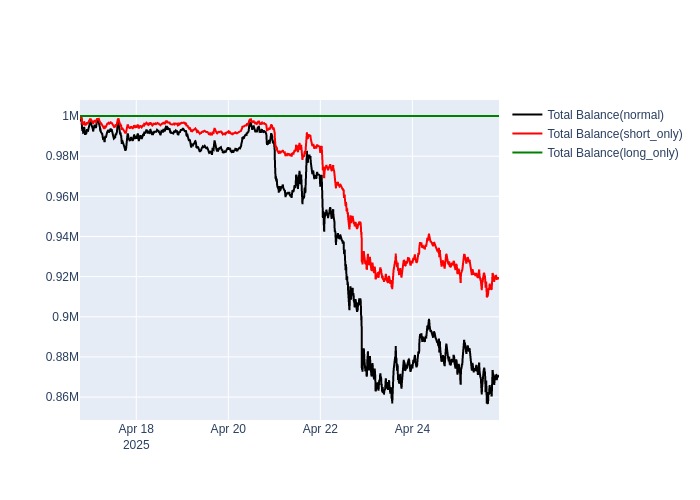 1M
0.98M
0.96M
0.94M
0.92M
0.9M
0.88M
0.86M
Apr 18
2025
Apr 20
Apr 22
Apr 24
Total Balance(normal)
Total Balance(short_only)
Total Balance(long_only)